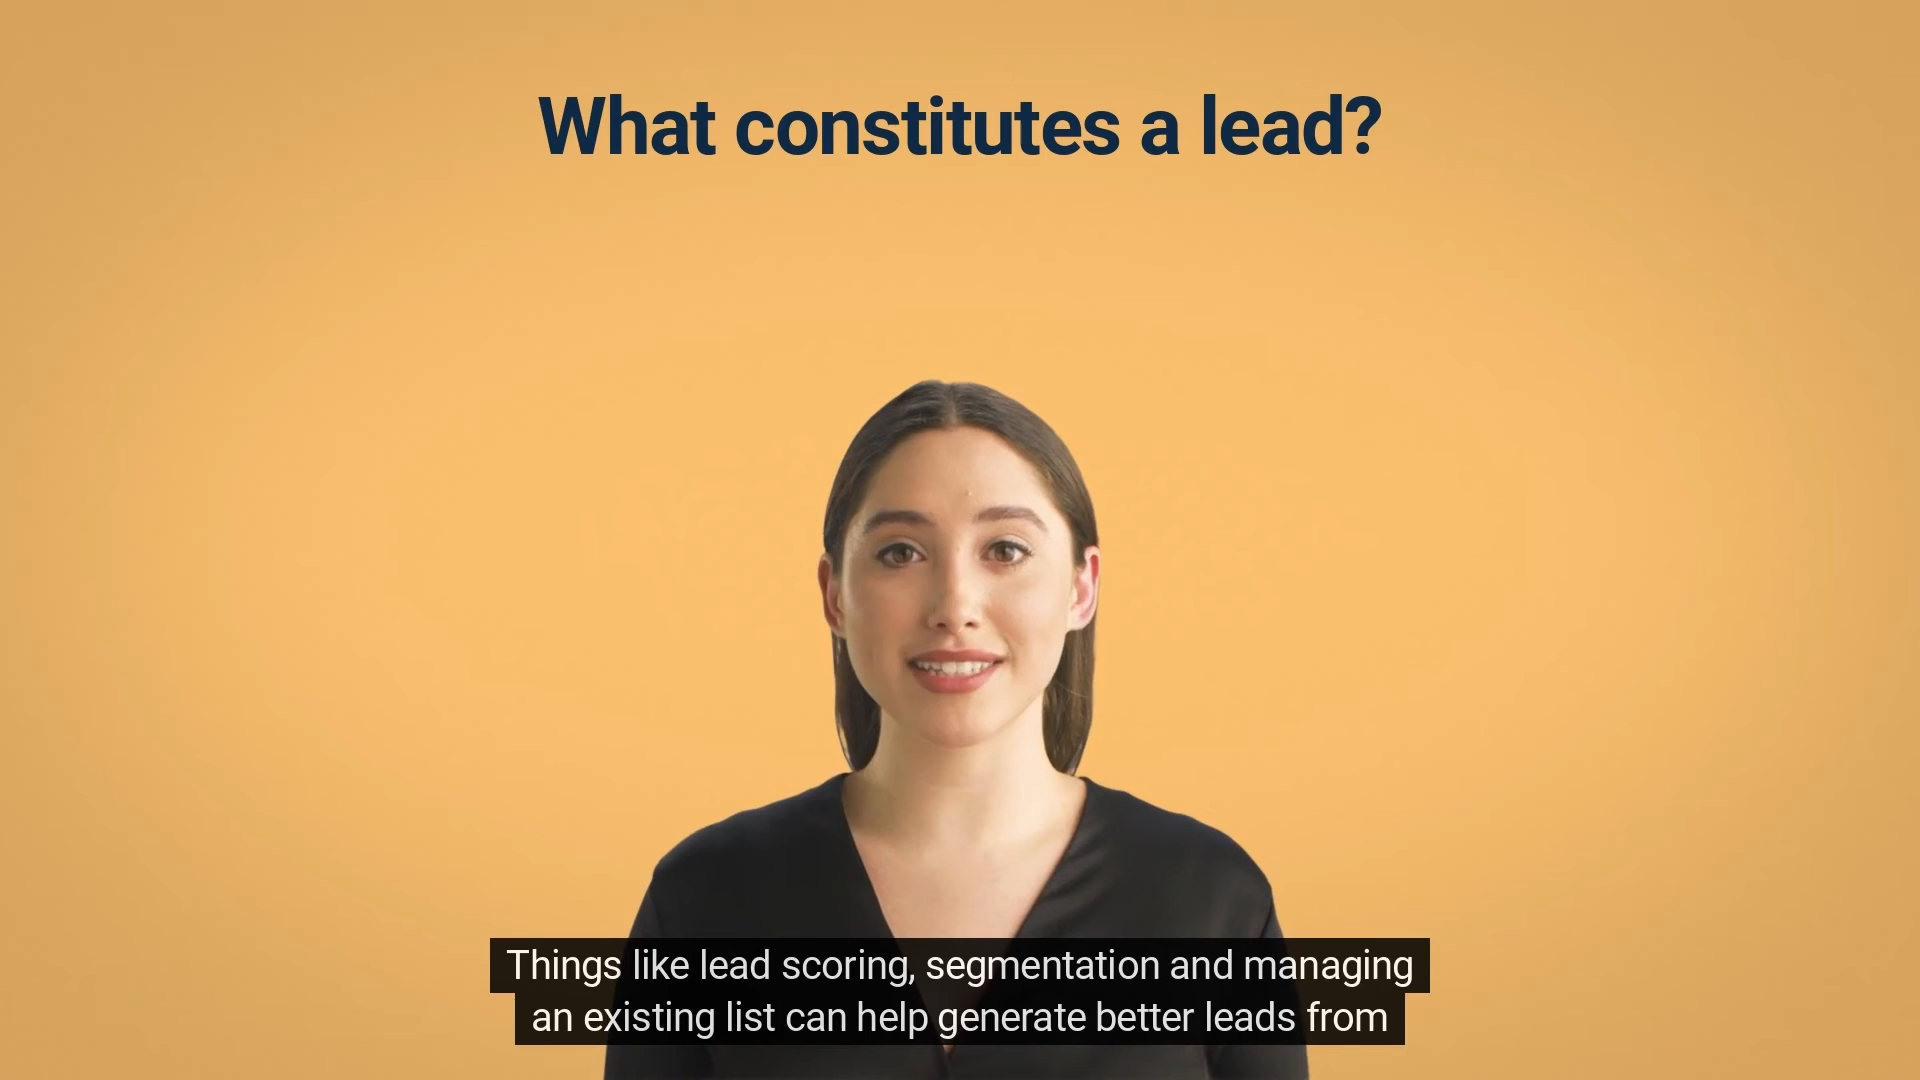 What constitutes a lead?
Things like lead scoring, segmentation and managing
an existing list can help generate better leads from